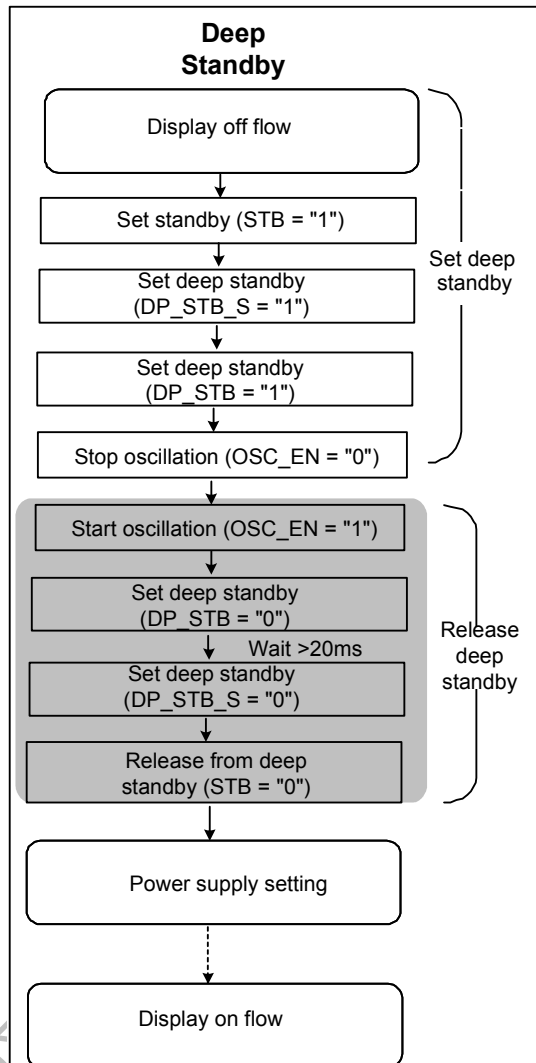 Deep
Standby
Display off flow
Set standby (STB = "1")
Set deep standby
(DP_STB_S = "1")
Set deep standby
(DP_STB = "1")
Stop oscillation (OSC_EN = "0")
Set deep
standby
Start oscillation (OSC_EN = "1")
Set deep standby
(DP_STB = "0")
Wait >20ms
Set deep standby
(DP_STB_S = "0")
Release from deep
standby (STB = "0")
Release
deep
standby
Power supply setting
Display on flow